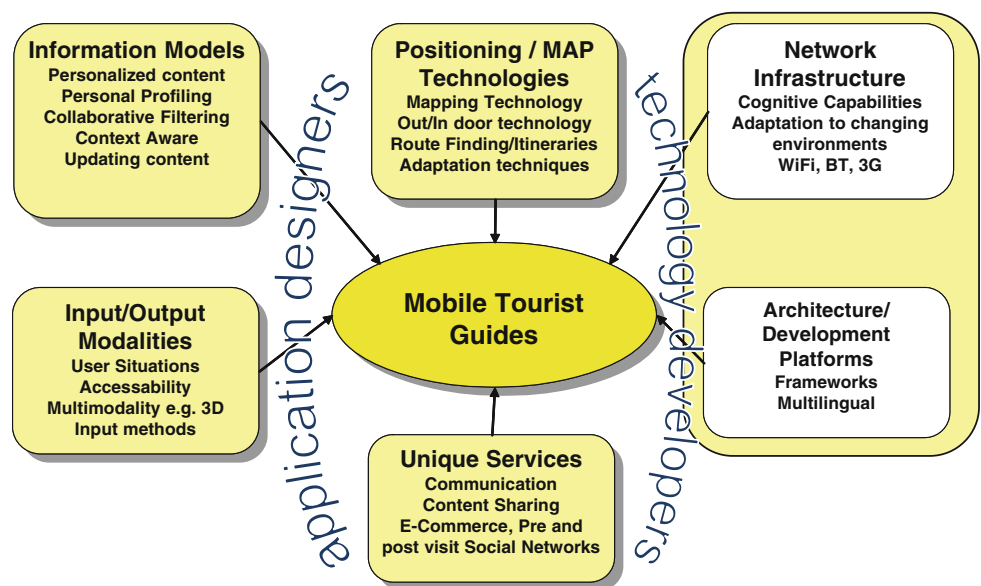 Information Models
Personalized content
Personal Profiling
Collaborative Filtering
Context Aware
Updating content
Positioning / MAP
Technologies
Mapping Technology
Out/In door technology
Route Finding/Itineraries
Adaptation techniques
Network
Infrastructure
Cognitive Capabilities
Adaptation to changing
environments
WiFi, BT, 3G
application designers
technology developers
Mobile Tourist
Guides
Input/Output
Modalities
User Situations
Accessability
Multimodality e.g. 3D
Input methods
Architecture/
Development
Platforms
Frameworks
Multilingual
Unique Services
Communication
Content Sharing
E-Commerce, Pre and
post visit Social Networks